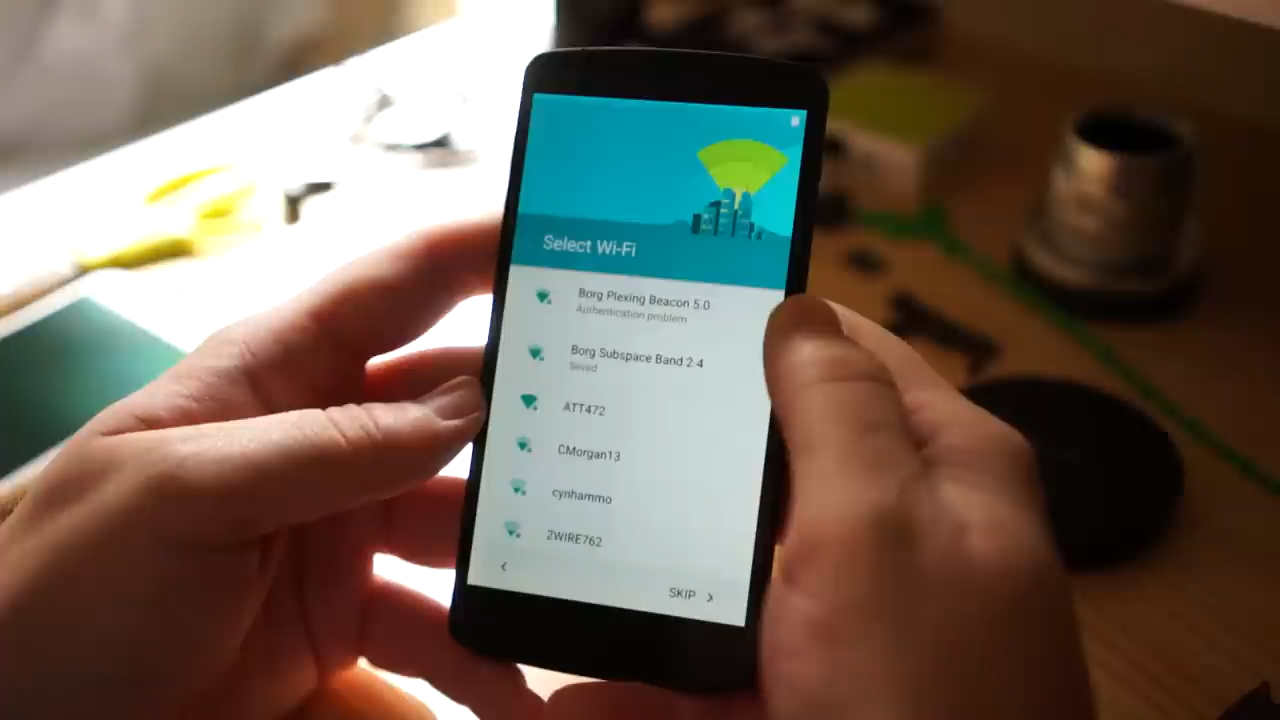 Select Wi-Fi
Borg Plexing Beacon 5.0
Authentication problem
Borg Subspace Band 2.4
Saved
ATT472
CMorgan13
cynhammo
2WIRE762
SKIP